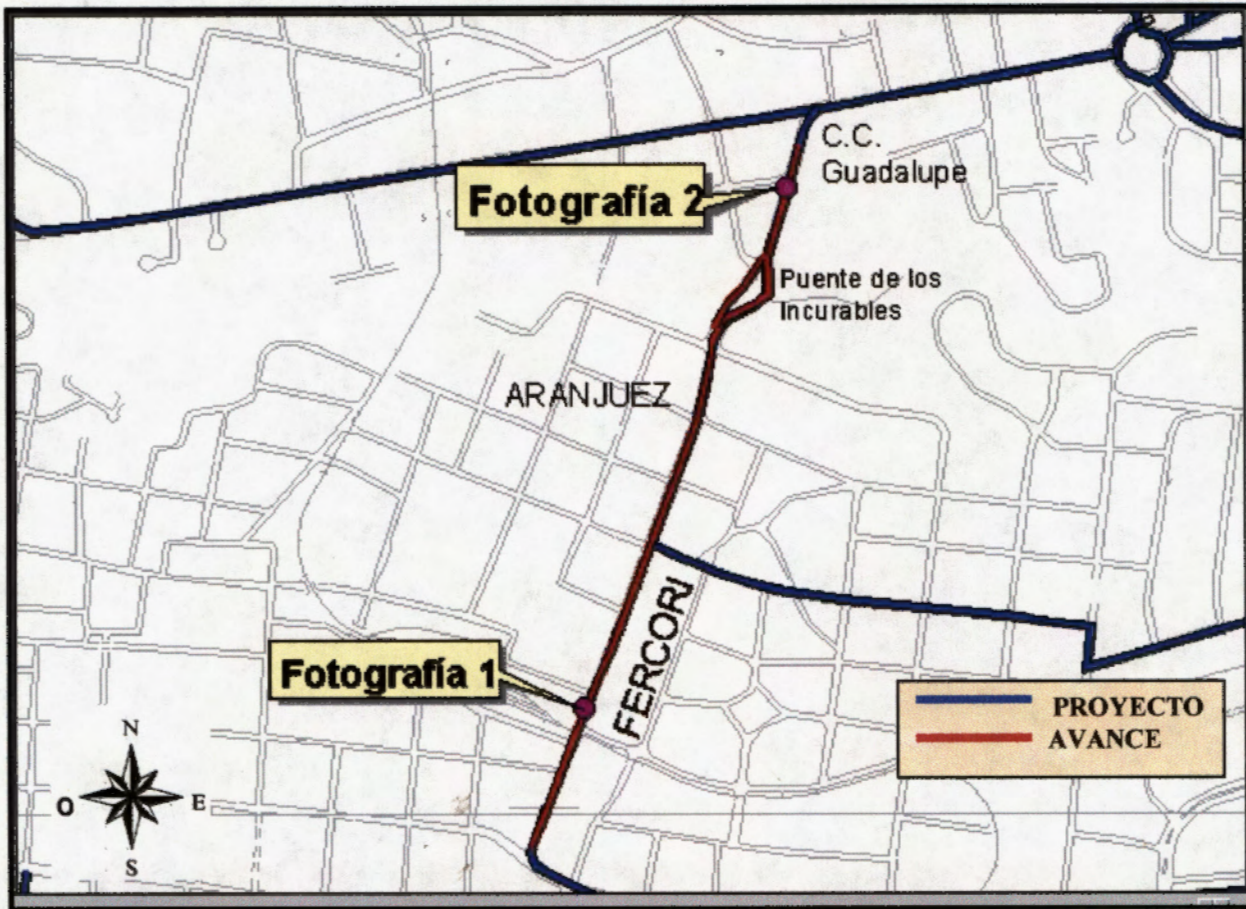 C.C.
Guadalupe
Fotografía 2
Puente de los
Incurables
ARANJUEZ
FERCORI
Fotografía 1
PROYECTO
AVANCE
N
O
E
S